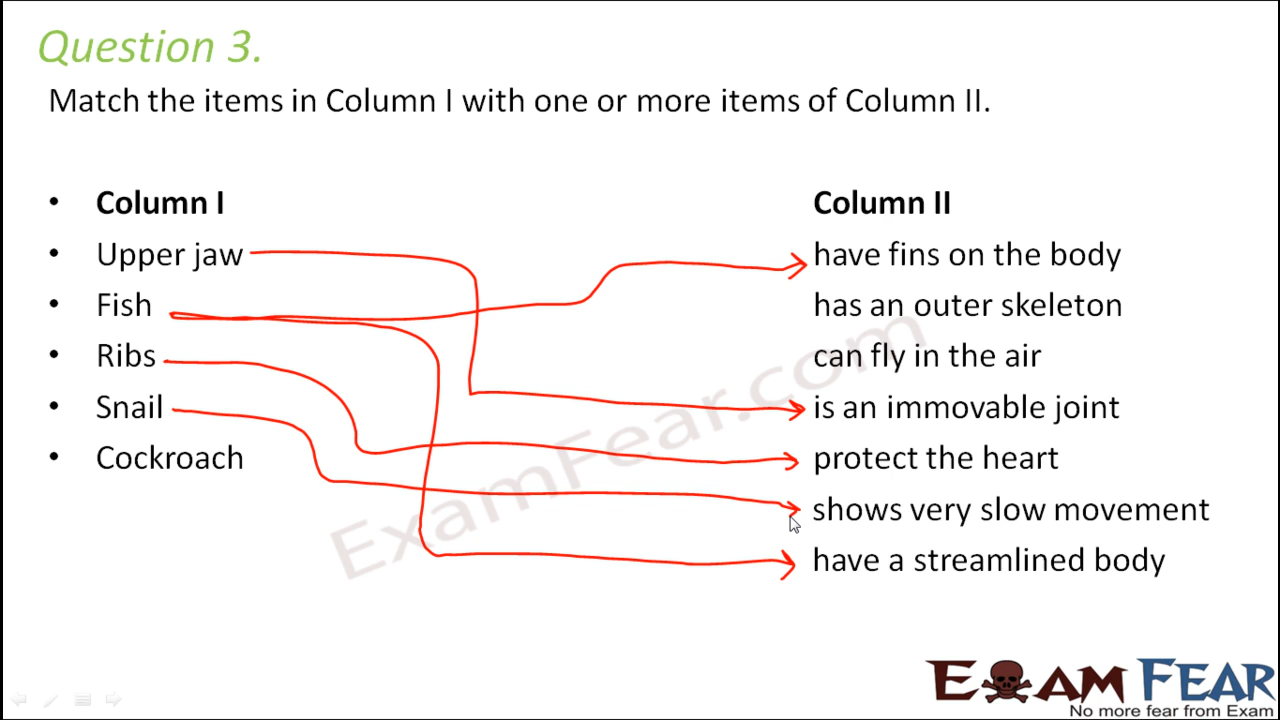 Question 3.
Match the items in Column I with one or more items of Column II.
• Column I Column II
• Upper jaw have fins on the body
• Fish has an outer skeleton
• Ribs can fly in the air
• Snail is an immovable joint
• Cockroach protect the heart
shows very slow movement
have a streamlined body
ExamFear.com
EXAM FEAR
No more fear from Exam